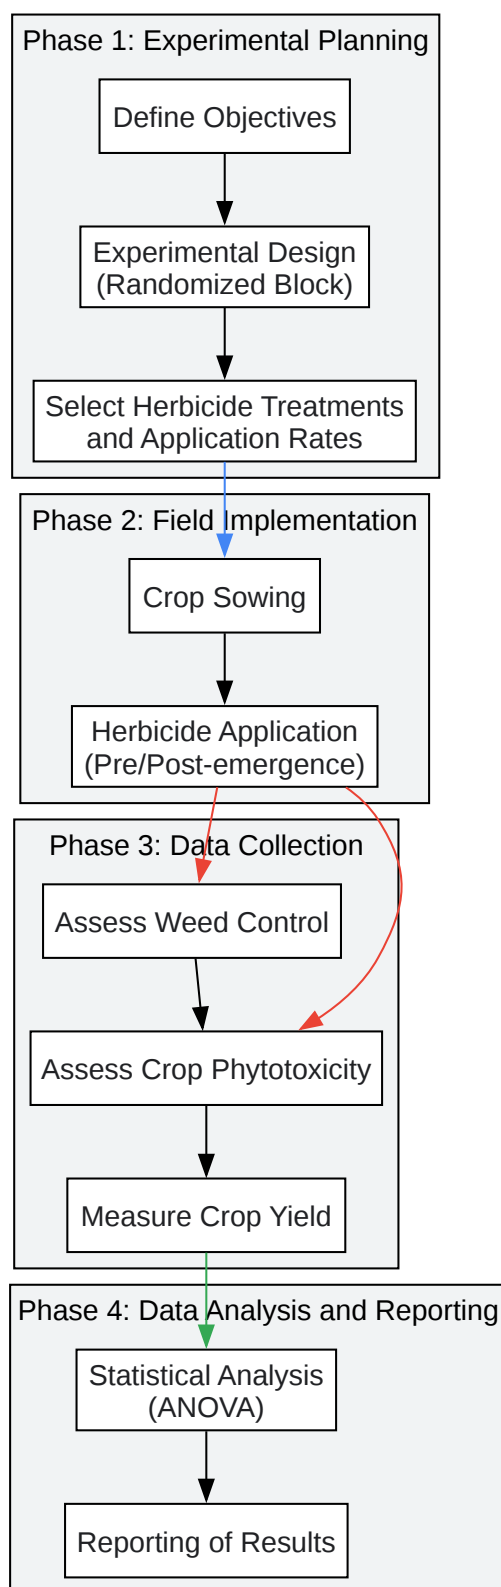 Phase 1: Experimental Planning
Define Objectives
Experimental Design
(Randomized Block)
Select Herbicide Treatments
and Application Rates
Phase 2: Field Implementation
Crop Sowing
Herbicide Application
(Pre/Post-emergence)
Phase 3: Data Collection
Assess Weed Control
Assess Crop Phytotoxicity
Measure Crop Yield
Phase 4: Data Analysis and Reporting
Statistical Analysis
(ANOVA)
Reporting of Results